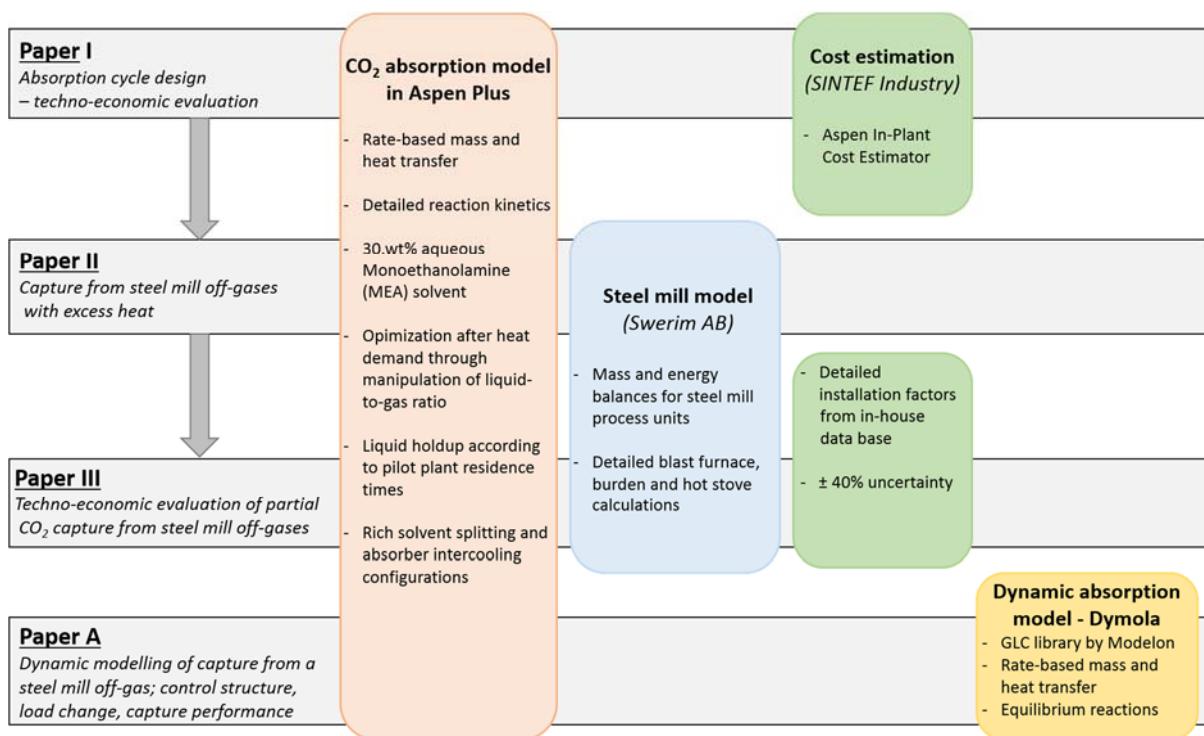 Paper I
Absorption cycle design
– techno-economic evaluation
Paper II
Capture from steel mill off-gases
with excess heat
Paper III
Techno-economic evaluation of partial
CO₂ capture from steel mill off-gases
Paper A
Dynamic modelling of capture from a
steel mill off-gas; control structure,
load change, capture performance
CO₂ absorption model
in Aspen Plus
- Rate-based mass and
heat transfer
- Detailed reaction kinetics
- 30.wt% aqueous
Monoethanolamine
(MEA) solvent
- Opimization after heat
demand through
manipulation of liquid-
to-gas ratio
- Liquid holdup according
to pilot plant residence
times
- Rich solvent splitting and
absorber intercooling
configurations
Steel mill model
(Swerim AB)
- Mass and energy
balances for steel mill
process units
- Detailed blast furnace,
burden and hot stove
calculations
Cost estimation
(SINTEF Industry)
- Aspen In-Plant
Cost Estimator
- Detailed
installation factors
from in-house
data base
- ± 40% uncertainty
Dynamic absorption
model - Dymola
- GLC library by Modelon
- Rate-based mass and
heat transfer
- Equilibrium reactions